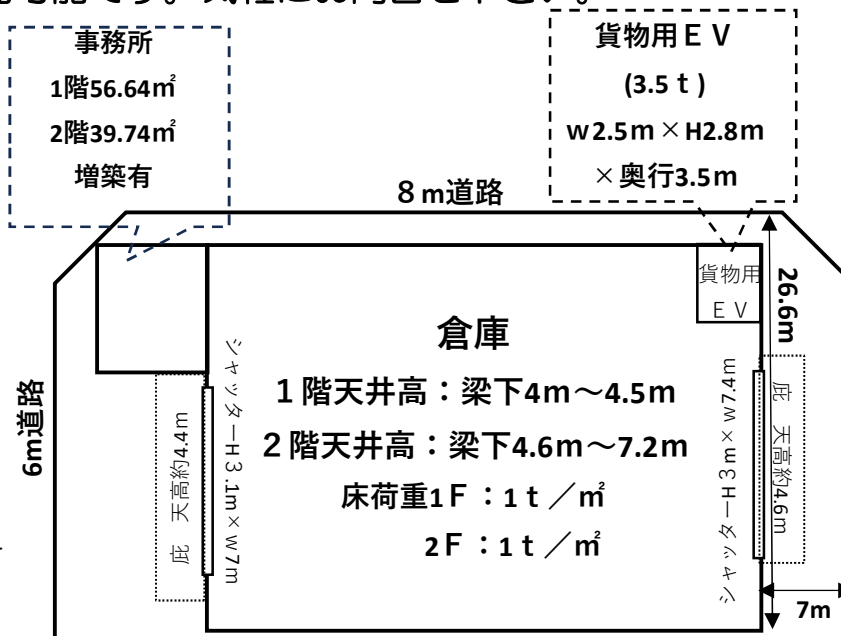 事務所
1階56.64㎡
2階39.74㎡
増築有
貨物用ＥＶ
(3.5ｔ)
w2.5m×H2.8m
×奥行3.5m
８m道路
貨物用
ＥＶ
26.6m
倉庫
１階天井高：梁下4m～4.5m
２階天井高：梁下4.6m～7.2m
床荷重1Ｆ：1ｔ／㎡
2Ｆ：1ｔ／㎡
6m道路
庇　天高約4.4m
シャッターH３.1m×w7m
シャッターH3m×w7.4m
庇　天高約4.6m
7m